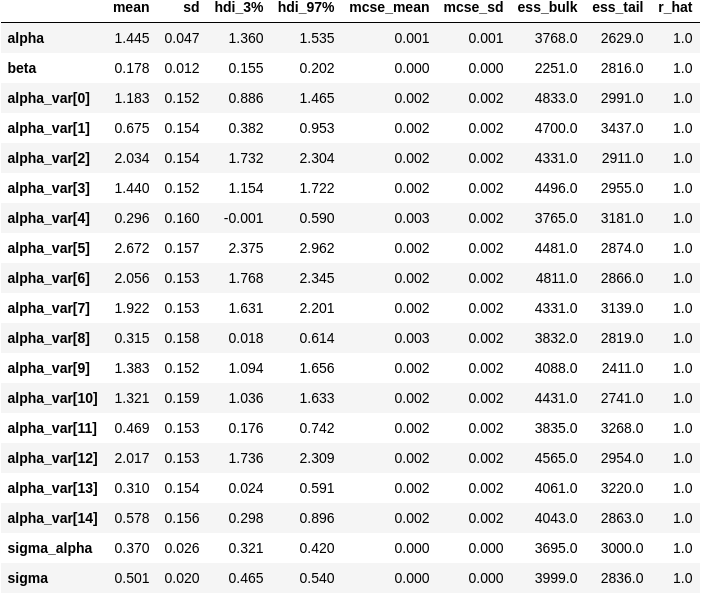 mean sd hdi_3% hdi_97% mcse_mean mcse_sd ess_bulk ess_tail r_hat
alpha 1.445 0.047 1.360 1.535 0.001 0.001 3768.0 2629.0 1.0
beta 0.178 0.012 0.155 0.202 0.000 0.000 2251.0 2816.0 1.0
alpha_var[0] 1.183 0.152 0.886 1.465 0.002 0.002 4833.0 2991.0 1.0
alpha_var[1] 0.675 0.154 0.382 0.953 0.002 0.002 4700.0 3437.0 1.0
alpha_var[2] 2.034 0.154 1.732 2.304 0.002 0.002 4331.0 2911.0 1.0
alpha_var[3] 1.440 0.152 1.154 1.722 0.002 0.002 4496.0 2955.0 1.0
alpha_var[4] 0.296 0.160 -0.001 0.590 0.003 0.002 3765.0 3181.0 1.0
alpha_var[5] 2.672 0.157 2.375 2.962 0.002 0.002 4481.0 2874.0 1.0
alpha_var[6] 2.056 0.153 1.768 2.345 0.002 0.002 4811.0 2866.0 1.0
alpha_var[7] 1.922 0.153 1.631 2.201 0.002 0.002 4331.0 3139.0 1.0
alpha_var[8] 0.315 0.158 0.018 0.614 0.003 0.002 3832.0 2819.0 1.0
alpha_var[9] 1.383 0.152 1.094 1.656 0.002 0.002 4088.0 2411.0 1.0
alpha_var[10] 1.321 0.159 1.036 1.633 0.002 0.002 4431.0 2741.0 1.0
alpha_var[11] 0.469 0.153 0.176 0.742 0.002 0.002 3835.0 3268.0 1.0
alpha_var[12] 2.017 0.153 1.736 2.309 0.002 0.002 4565.0 2954.0 1.0
alpha_var[13] 0.310 0.154 0.024 0.591 0.002 0.002 4061.0 3220.0 1.0
alpha_var[14] 0.578 0.156 0.298 0.896 0.002 0.002 4043.0 2863.0 1.0
sigma_alpha 0.370 0.026 0.321 0.420 0.000 0.000 3695.0 3000.0 1.0
sigma 0.501 0.020 0.465 0.540 0.000 0.000 3999.0 2836.0 1.0